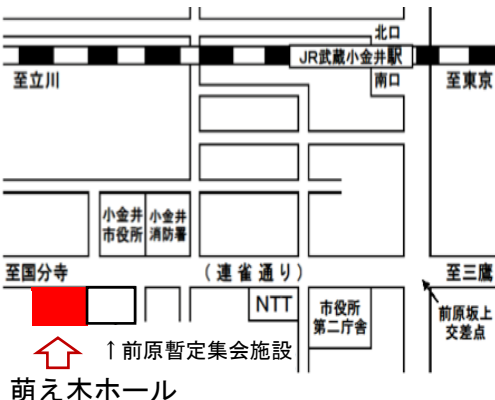 北口
JR武蔵小金井駅
至立川
南口
至東京
小金井
市役所
小金井
消防署
至国分寺
(連雀通り)
至三鷹
NTT
市役所
第二庁舎
前原坂上
交差点
↑前原暫定集会施設
萌え木ホール